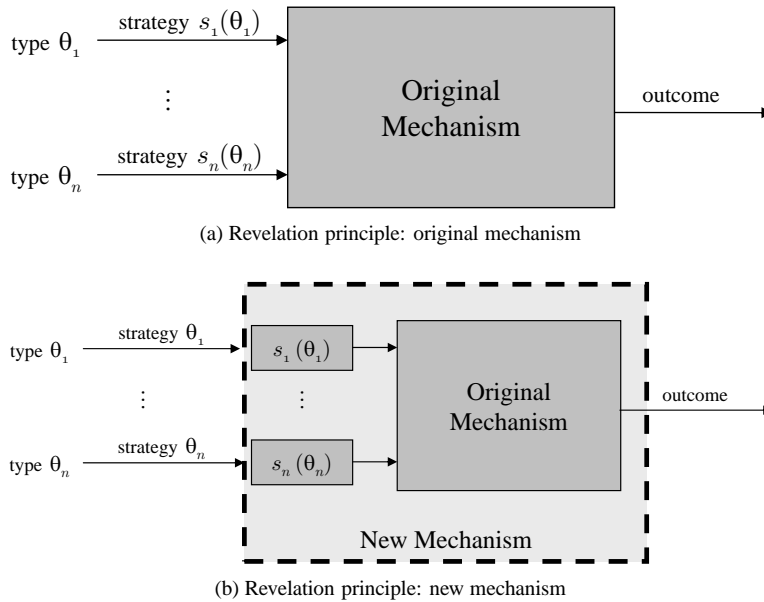 type θ₁
strategy s₁(θ₁)
⋮
type θₙ
strategy sₙ(θₙ)
Original
Mechanism
outcome
(a) Revelation principle: original mechanism
type θ₁
strategy θ₁
s₁(θ₁)
⋮
⋮
type θₙ
strategy θₙ
sₙ(θₙ)
Original
Mechanism
outcome
New Mechanism
(b) Revelation principle: new mechanism